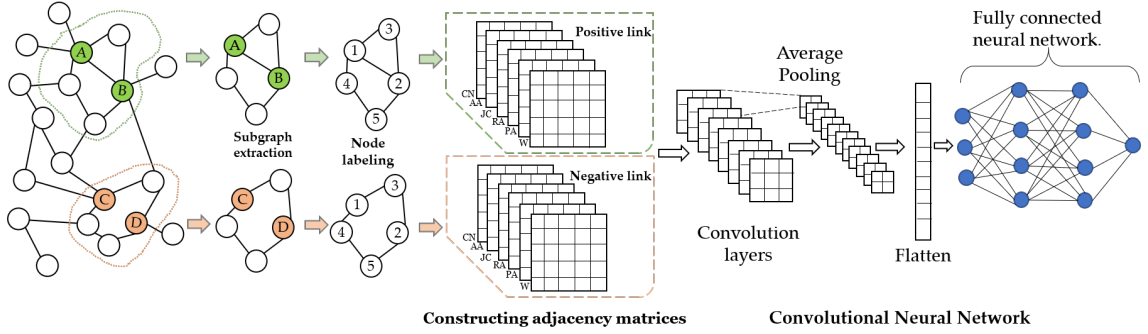 A
B
C
D
A
B
Subgraph
extraction
C
D
3
1
4
2
5
Node
labeling
3
1
4
2
5
Positive link
CN
AA
JC
RA
PA
W
Negative link
CN
AA
JC
RA
PA
W
Constructing adjacency matrices
Convolution
layers
Average
Pooling
Flatten
Fully connected
neural network.
Convolutional Neural Network